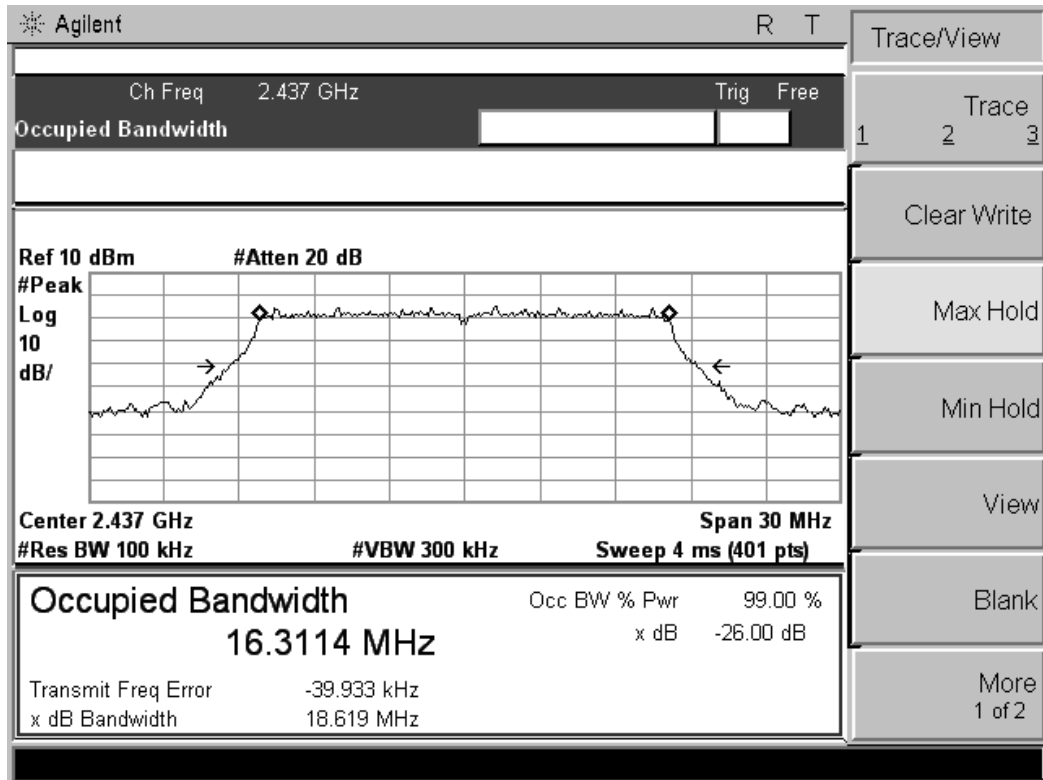 Agilent R T
Trace/View
Ch Freq 2.437 GHz Trig Free
Occupied Bandwidth
Trace
1 2 3
Clear Write
Ref 10 dBm #Atten 20 dB
#Peak
Log
10
dB/
Max Hold
Min Hold
View
Center 2.437 GHz Span 30 MHz
#Res BW 100 kHz #VBW 300 kHz Sweep 4 ms (401 pts)
Occupied Bandwidth Occ BW % Pwr 99.00 %
16.3114 MHz x dB -26.00 dB
Transmit Freq Error -39.933 kHz
x dB Bandwidth 18.619 MHz
Blank
More
1 of 2